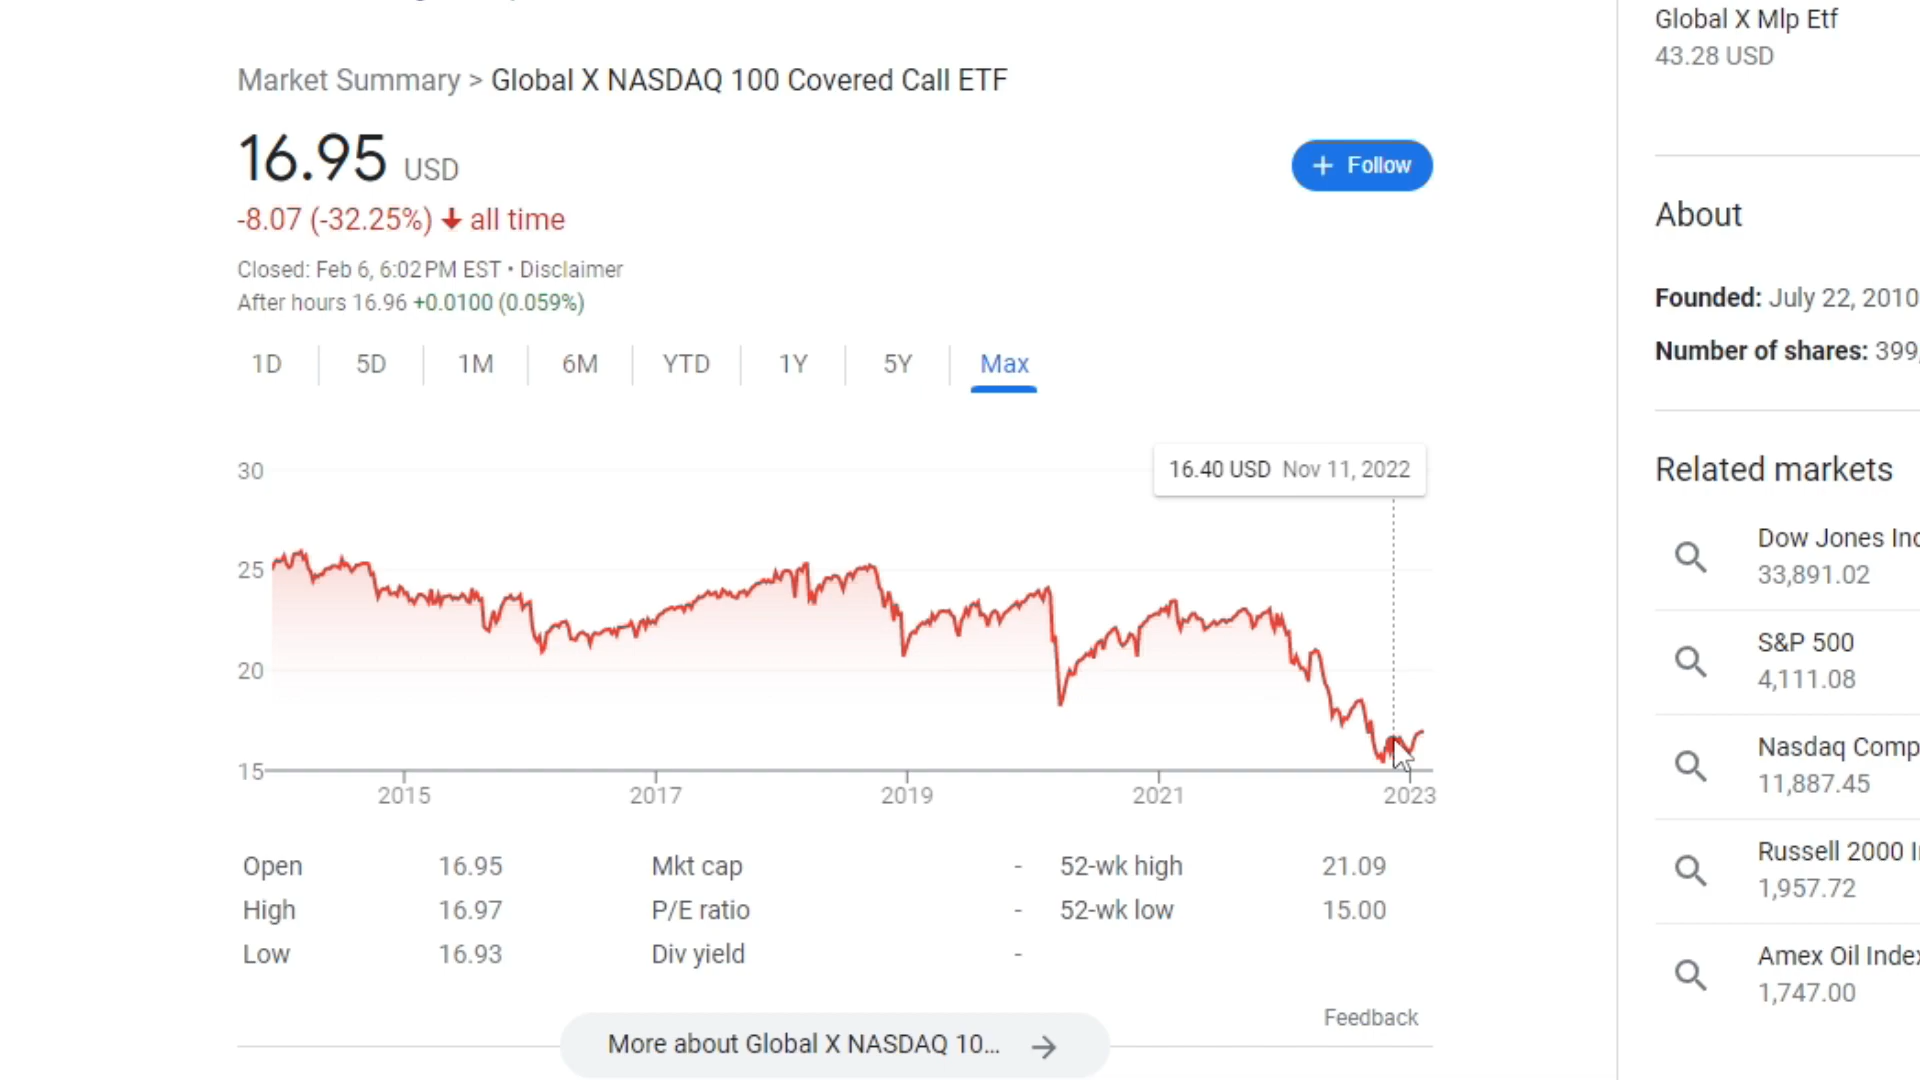 Market Summary > Global X NASDAQ 100 Covered Call ETF
16.95 USD
+ Follow
-8.07 (-32.25%) ↓ all time
Closed: Feb 6, 6:02 PM EST • Disclaimer
After hours 16.96 +0.0100 (0.059%)
1D 5D 1M 6M YTD 1Y 5Y Max
16.40 USD Nov 11, 2022
30
25
20
15
2015 2017 2019 2021 2023
Open 16.95 Mkt cap - 52-wk high 21.09
High 16.97 P/E ratio - 52-wk low 15.00
Low 16.93 Div yield -
Feedback
More about Global X NASDAQ 10... →
Global X Mlp Etf
43.28 USD
About
Founded: July 22, 2010
Number of shares: 399,
Related markets
Dow Jones
33,891.02
S&P 500
4,111.08
Nasdaq Comp
11,887.45
Russell 2000
1,957.72
Amex Oil Index
1,747.00